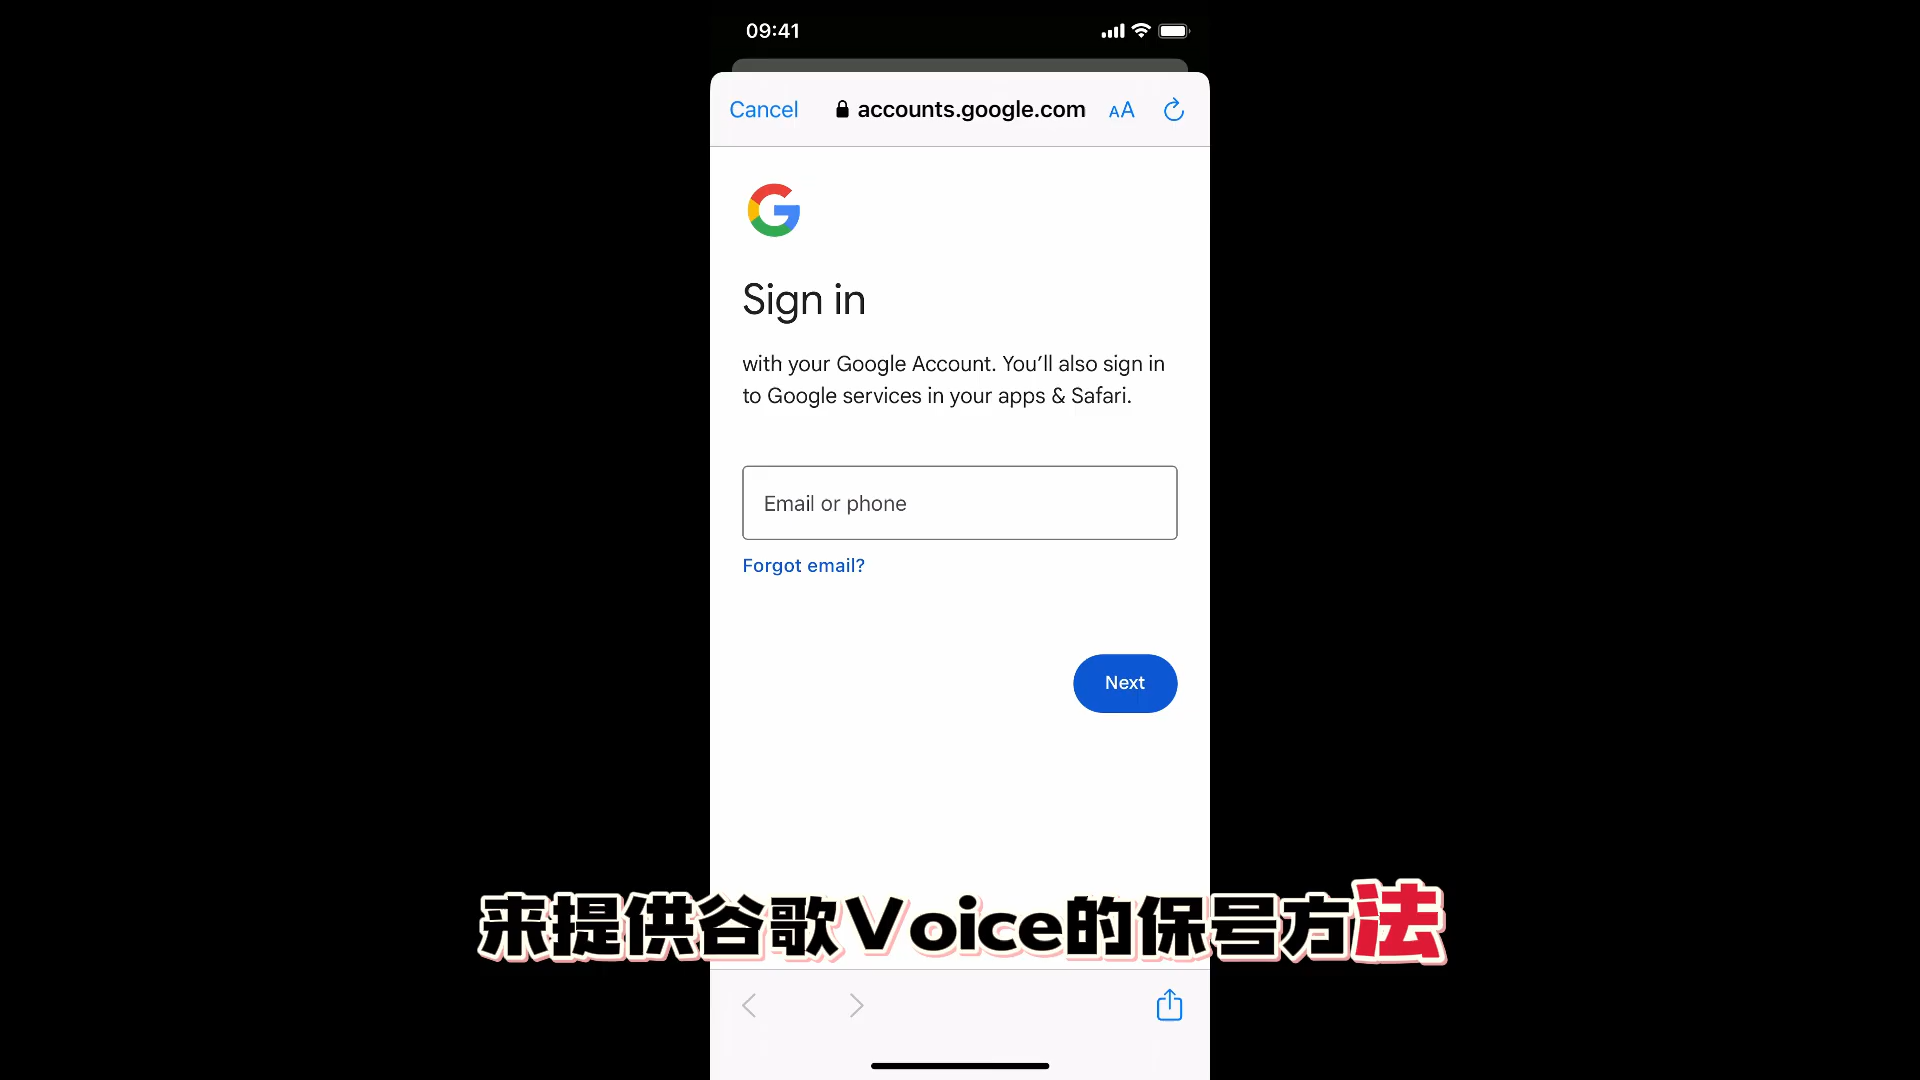 09:41
Cancel accounts.google.com AA
Sign in
with your Google Account. You’ll also sign in
to Google services in your apps & Safari.
Email or phone
Forgot email?
Next
来提供谷歌Voice的保号方法